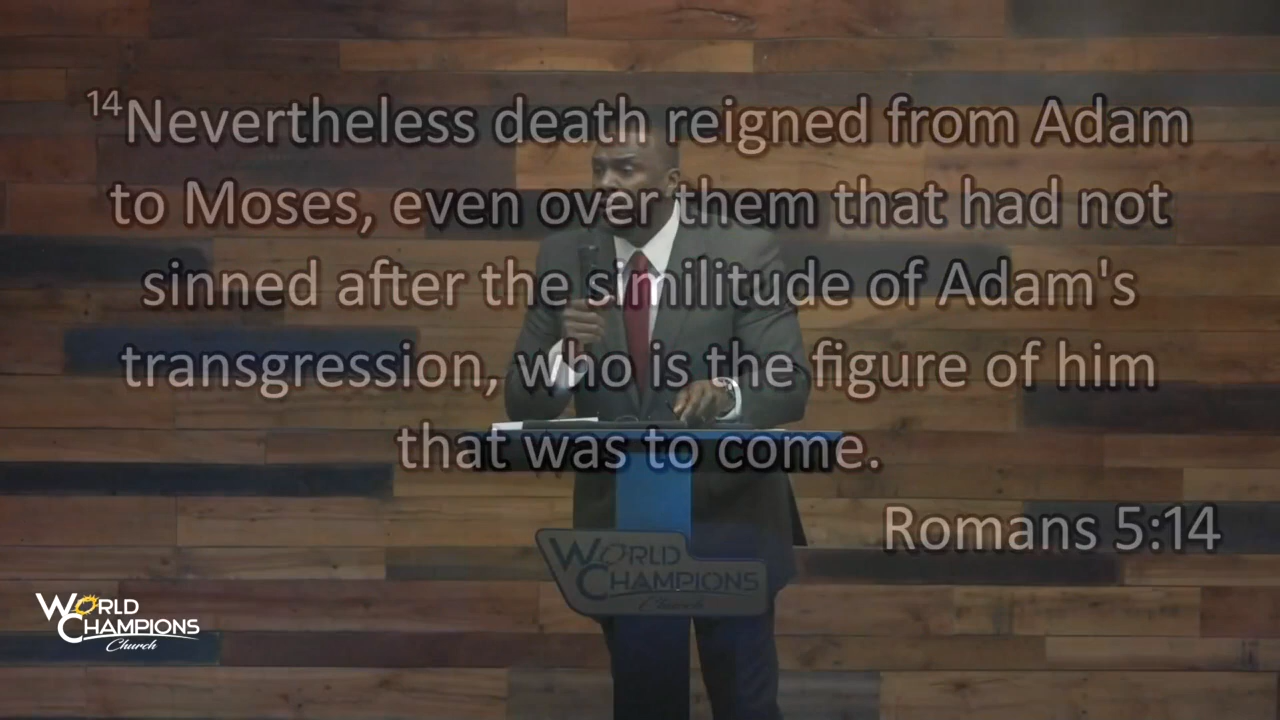 14Nevertheless death reigned from Adam
to Moses, even over them that had not
sinned after the similitude of Adam's
transgression, who is the figure of him
that was to come.
Romans 5:14
WORLD
CHAMPIONS
Church
WORLD
CHAMPIONS
Church